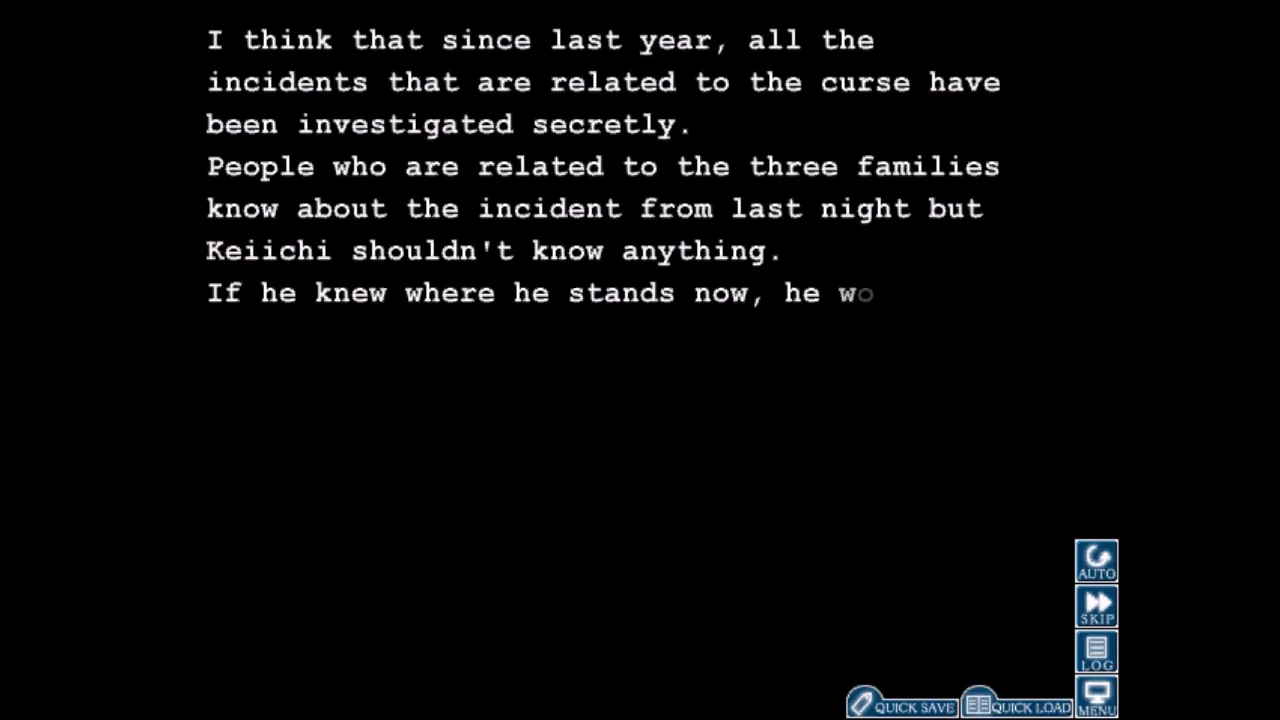 I think that since last year, all the
incidents that are related to the curse have
been investigated secretly.
People who are related to the three families
know about the incident from last night but
Keiichi shouldn't know anything.
If he knew where he stands now, he wo
AUTO
SKIP
LOG
QUICK SAVE QUICK LOAD MENU